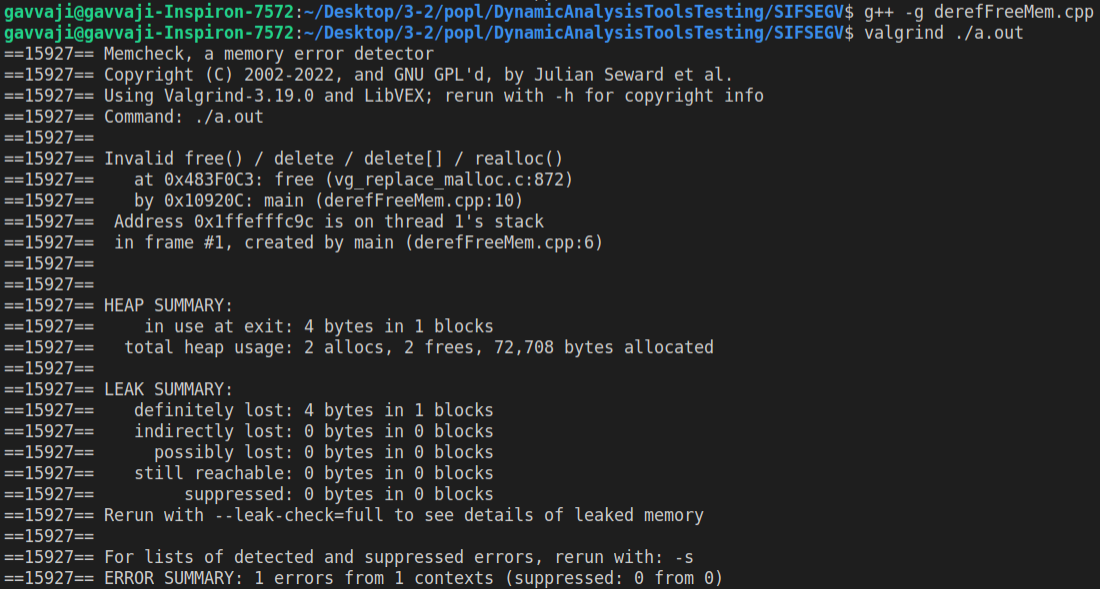 gavvaji@gavvaji-Inspiron-7572:~/Desktop/3-2/popl/DynamicAnalysisToolsTesting/SIFSEGV$ g++ -g derefFreeMem.cpp
gavvaji@gavvaji-Inspiron-7572:~/Desktop/3-2/popl/DynamicAnalysisToolsTesting/SIFSEGV$ valgrind ./a.out
==15927== Memcheck, a memory error detector
==15927== Copyright (C) 2002-2022, and GNU GPL'd, by Julian Seward et al.
==15927== Using Valgrind-3.19.0 and LibVEX; rerun with -h for copyright info
==15927== Command: ./a.out
==15927==
==15927== Invalid free() / delete / delete[] / realloc()
==15927==    at 0x483F0C3: free (vg_replace_malloc.c:872)
==15927==    by 0x10920C: main (derefFreeMem.cpp:10)
==15927==  Address 0x1ffefffc9c is on thread 1's stack
==15927==  in frame #1, created by main (derefFreeMem.cpp:6)
==15927==
==15927==
==15927== HEAP SUMMARY:
==15927==     in use at exit: 4 bytes in 1 blocks
==15927==   total heap usage: 2 allocs, 2 frees, 72,708 bytes allocated
==15927==
==15927== LEAK SUMMARY:
==15927==    definitely lost: 4 bytes in 1 blocks
==15927==    indirectly lost: 0 bytes in 0 blocks
==15927==      possibly lost: 0 bytes in 0 blocks
==15927==    still reachable: 0 bytes in 0 blocks
==15927==         suppressed: 0 bytes in 0 blocks
==15927== Rerun with --leak-check=full to see details of leaked memory
==15927==
==15927== For lists of detected and suppressed errors, rerun with: -s
==15927== ERROR SUMMARY: 1 errors from 1 contexts (suppressed: 0 from 0)